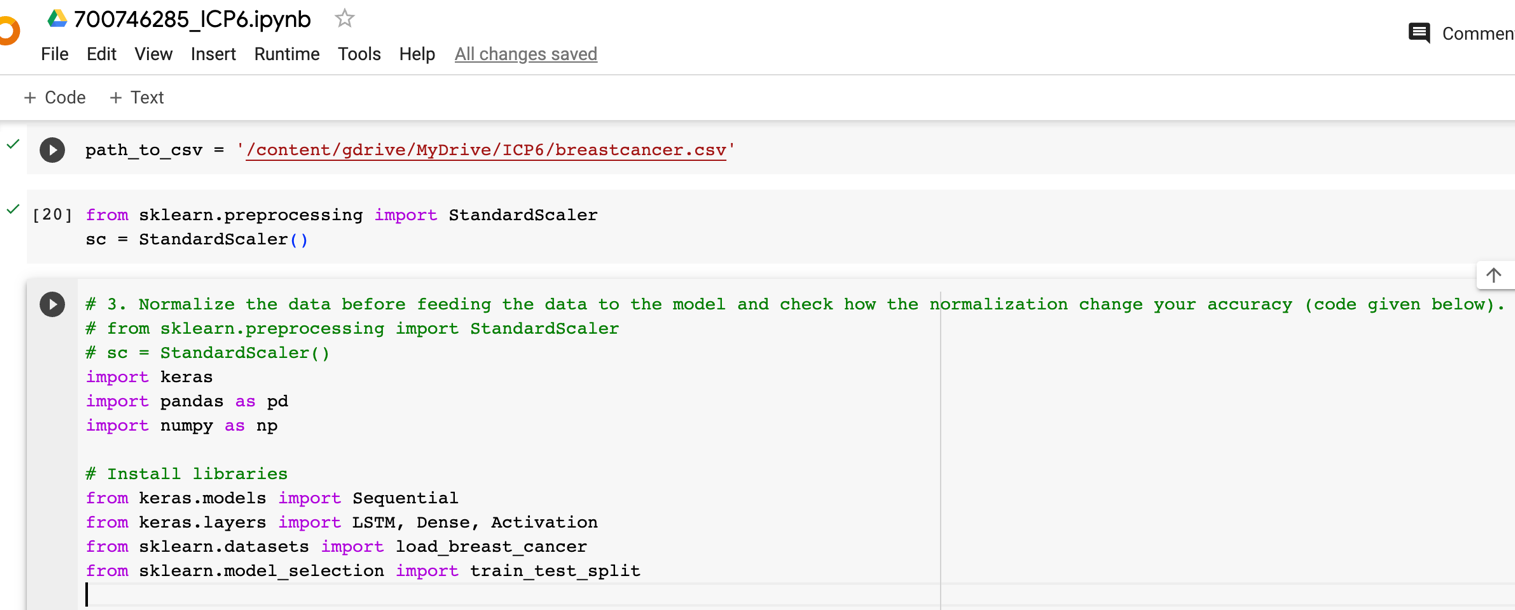 700746285_ICP6.ipynb
File Edit View Insert Runtime Tools Help All changes saved
Commen
+ Code + Text
path_to_csv = '/content/gdrive/MyDrive/ICP6/breastcancer.csv'
[20] from sklearn.preprocessing import StandardScaler
sc = StandardScaler()
# 3. Normalize the data before feeding the data to the model and check how the normalization change your accuracy (code given below).
# from sklearn.preprocessing import StandardScaler
# sc = StandardScaler()
import keras
import pandas as pd
import numpy as np
# Install libraries
from keras.models import Sequential
from keras.layers import LSTM, Dense, Activation
from sklearn.datasets import load_breast_cancer
from sklearn.model_selection import train_test_split